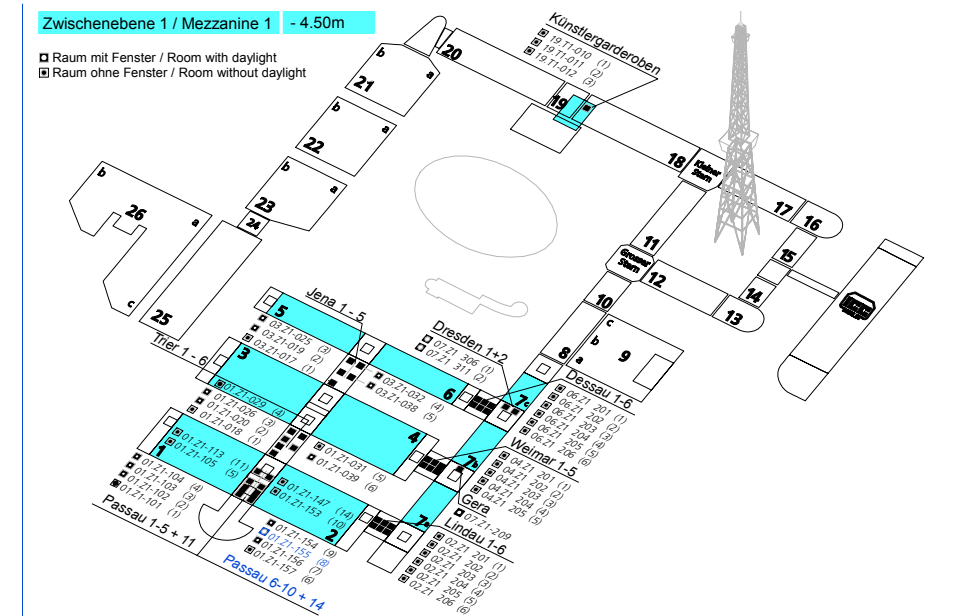 Zwischenebene 1 / Mezzanine 1 - 4.50m
Raum mit Fenster / Room with daylight
Raum ohne Fenster / Room without daylight
Künstlergarderoben
19.T1-010 (1)
19.T1-011 (2)
19.T1-012 (3)
20
b
21
a
19
b
22
a
18
Kleiner
Stern
17
16
b
23
a
24
b
26
a
c
25
11
15
Grosser
Stern
12
14
13
10
c
b
9
a
8
Jena 1 - 5
5
03.Z1-025 (3)
03.Z1-019 (2)
03.Z1-017 (1)
03.Z1-032 (4)
03.Z1-038 (5)
6
Dresden 1+2
07.Z1 306 (1)
07.Z1 311 (2)
7c
Trier 1 - 6
3
01.Z1-029 (4)
01.Z1-026 (3)
01.Z1-020 (2)
01.Z1-018 (1)
4
01.Z1-031 (5)
01.Z1-039 (6)
Dessau 1-6
06.Z1 201 (1)
06.Z1 202 (2)
06.Z1 203 (3)
06.Z1 204 (4)
06.Z1 205 (5)
06.Z1 206 (6)
Weimar 1-5
04.Z1 201 (1)
04.Z1 202 (2)
04.Z1 203 (3)
04.Z1 204 (4)
04.Z1 205 (5)
7b
Gera
07.Z1-209
1
01.Z1-113 (11)
01.Z1-105 (5)
01.Z1-104 (4)
01.Z1-103 (3)
01.Z1-102 (2)
01.Z1-101 (1)
Passau 1-5 + 11
01.Z1-147 (14)
01.Z1-153 (10)
2
01.Z1-154 (9)
01.Z1-155 (8)
01.Z1-156 (7)
01.Z1-157 (6)
Passau 6-10 + 14
7a
Lindau 1-6
02.Z1 201 (1)
02.Z1 202 (2)
02.Z1 203 (3)
02.Z1 204 (4)
02.Z1 205 (5)
02.Z1 206 (6)